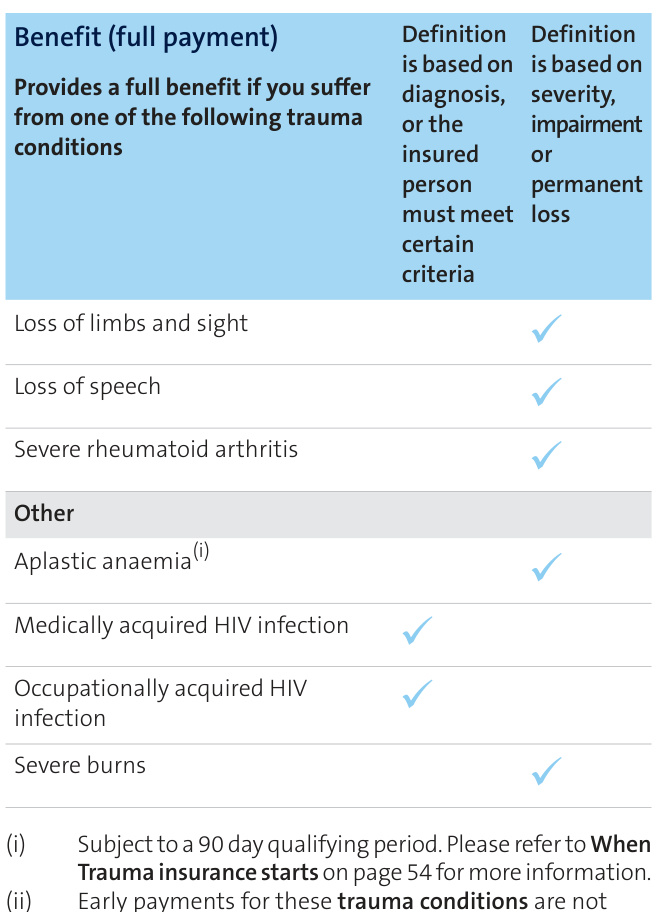 Benefit (full payment)
Provides a full benefit if you suffer
from one of the following trauma
conditions
Definition
is based on
diagnosis,
or the
insured
person
must meet
certain
criteria
Definition
is based on
severity,
impairment
or
permanent
loss
Loss of limbs and sight
Loss of speech
Severe rheumatoid arthritis
Other
Aplastic anaemia(i)
Medically acquired HIV infection
Occupationally acquired HIV
infection
Severe burns
(i) Subject to a 90 day qualifying period. Please refer to When
Trauma insurance starts on page 54 for more information.
(ii) Early payments for these trauma conditions are not